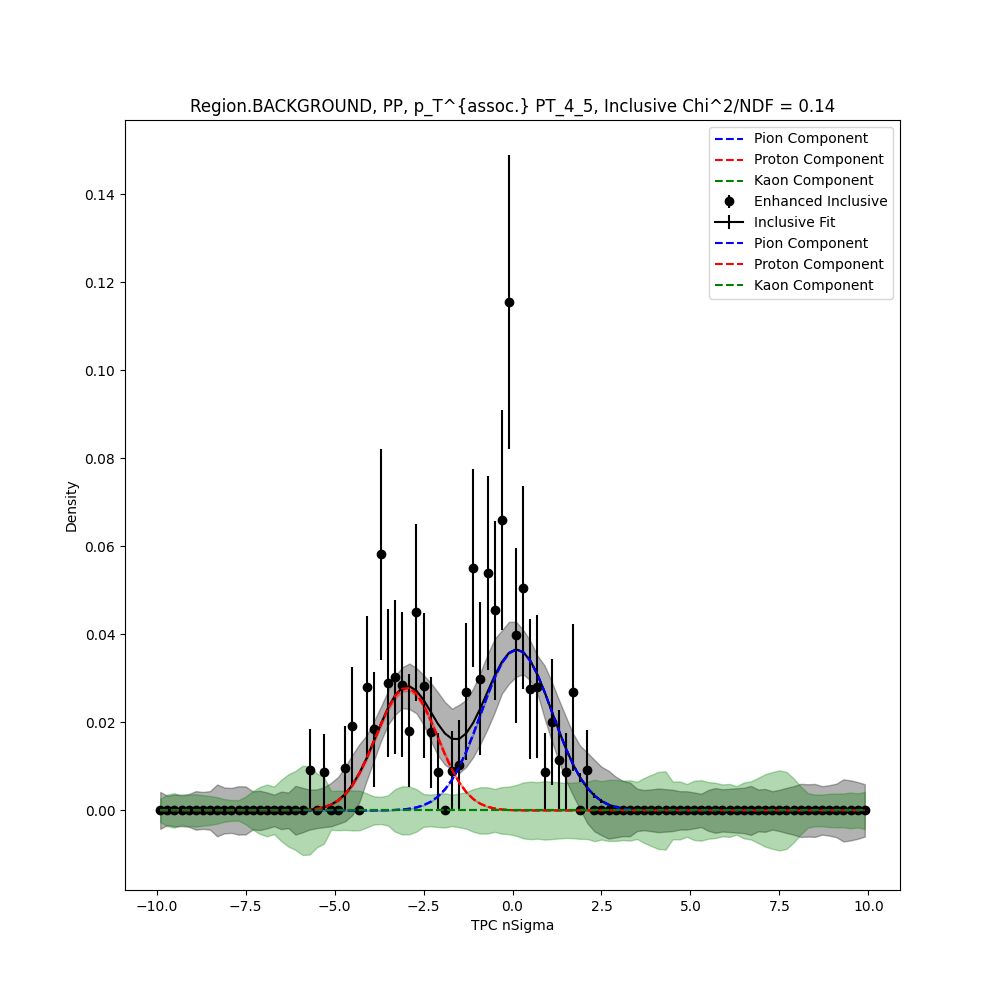 Region.BACKGROUND, PP, p_T^{assoc.} PT_4_5, Inclusive Chi^2/NDF = 0.14
Pion Component
Proton Component
Kaon Component
Enhanced Inclusive
Inclusive Fit
Pion Component
Proton Component
Kaon Component
0.14
0.12
0.10
0.08
0.06
0.04
0.02
0.00
Density
−10.0 −7.5 −5.0 −2.5 0.0 2.5 5.0 7.5 10.0
TPC nSigma